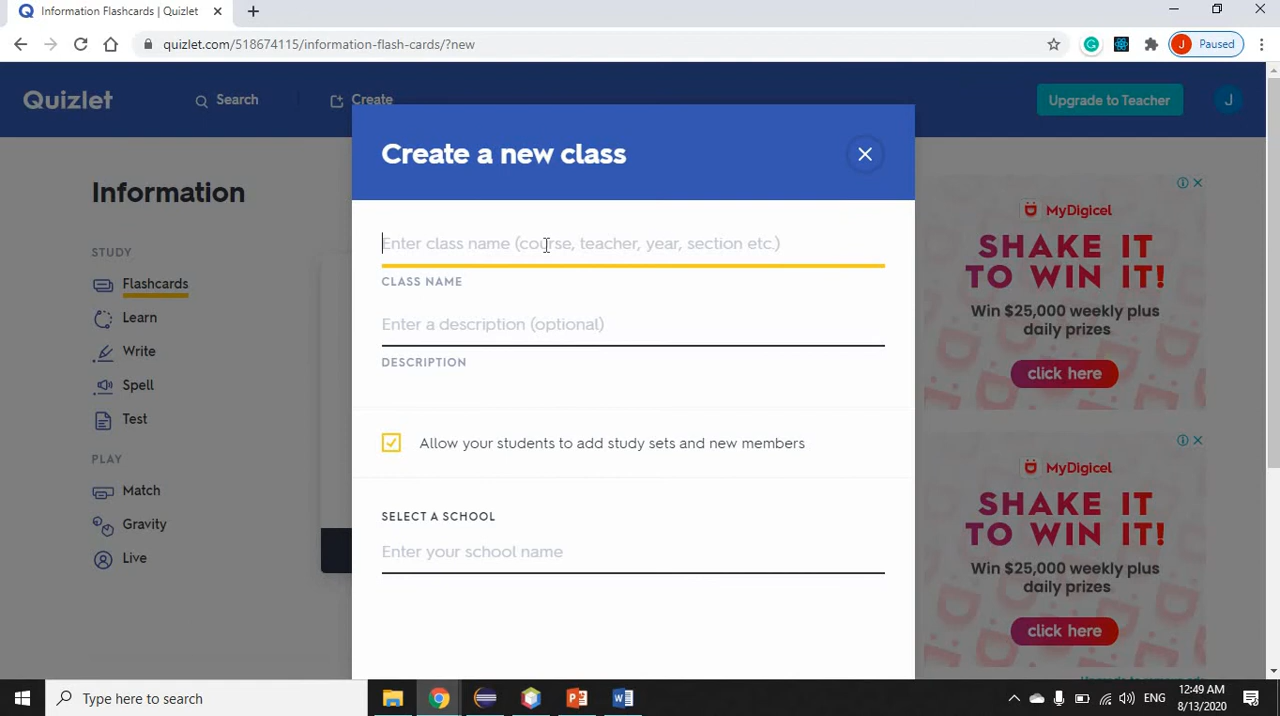 Information Flashcards | Quizlet
quizlet.com/518674115/information-flash-cards/?new
J
Paused
Quizlet
Search
Create
Upgrade to Teacher
J
Information
STUDY
Flashcards
Learn
Write
Spell
Test
PLAY
Match
Gravity
Live
Create a new class
Enter class name (course, teacher, year, section etc.)
CLASS NAME
Enter a description (optional)
DESCRIPTION
Allow your students to add study sets and new members
SELECT A SCHOOL
Enter your school name
MyDigicel
SHAKE IT
TO WIN IT!
Win $25,000 weekly plus
daily prizes
click here
MyDigicel
SHAKE IT
TO WIN IT!
Win $25,000 weekly plus
daily prizes
click here
Type here to search
ENG
12:49 AM
8/13/2020